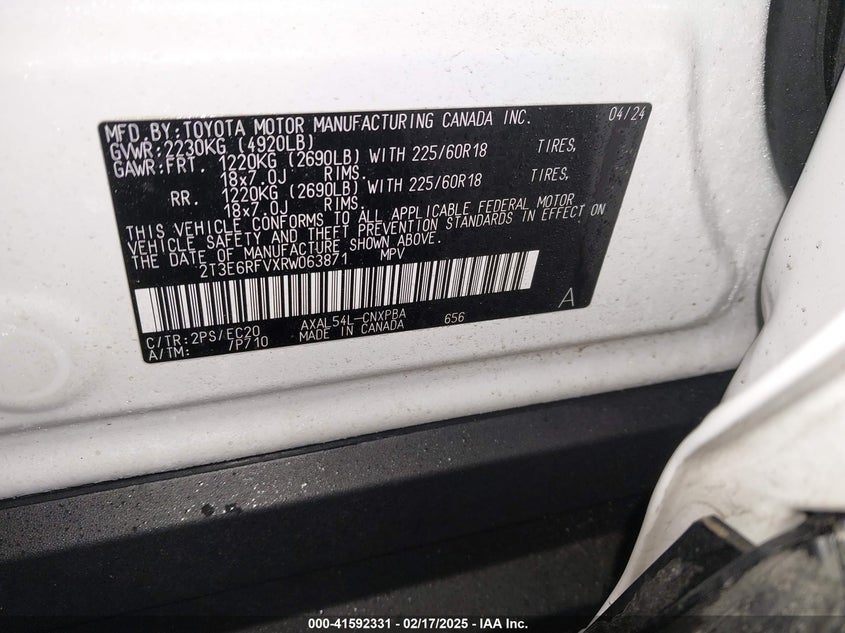 MFD. BY: TOYOTA MOTOR MANUFACTURING CANADA INC. 04/24
GVWR: 2230KG (4920LB)
GAWR: FRT. 1220KG (2690LB) WITH 225/60R18 TIRES,
18x7.0J RIMS.
RR. 1220KG (2690LB) WITH 225/60R18 TIRES,
18x7.0J RIMS.
THIS VEHICLE CONFORMS TO ALL APPLICABLE FEDERAL MOTOR
VEHICLE SAFETY AND THEFT PREVENTION STANDARDS IN EFFECT ON
THE DATE OF MANUFACTURE SHOWN ABOVE.
2T3E6RFVXRW063871 MPV
A
C/TR: 2PS/EC20 AXAL54L-CNXPBA 656
A/TM: 7P710 MADE IN CANADA
000-41592331 - 02/17/2025 - IAA Inc.